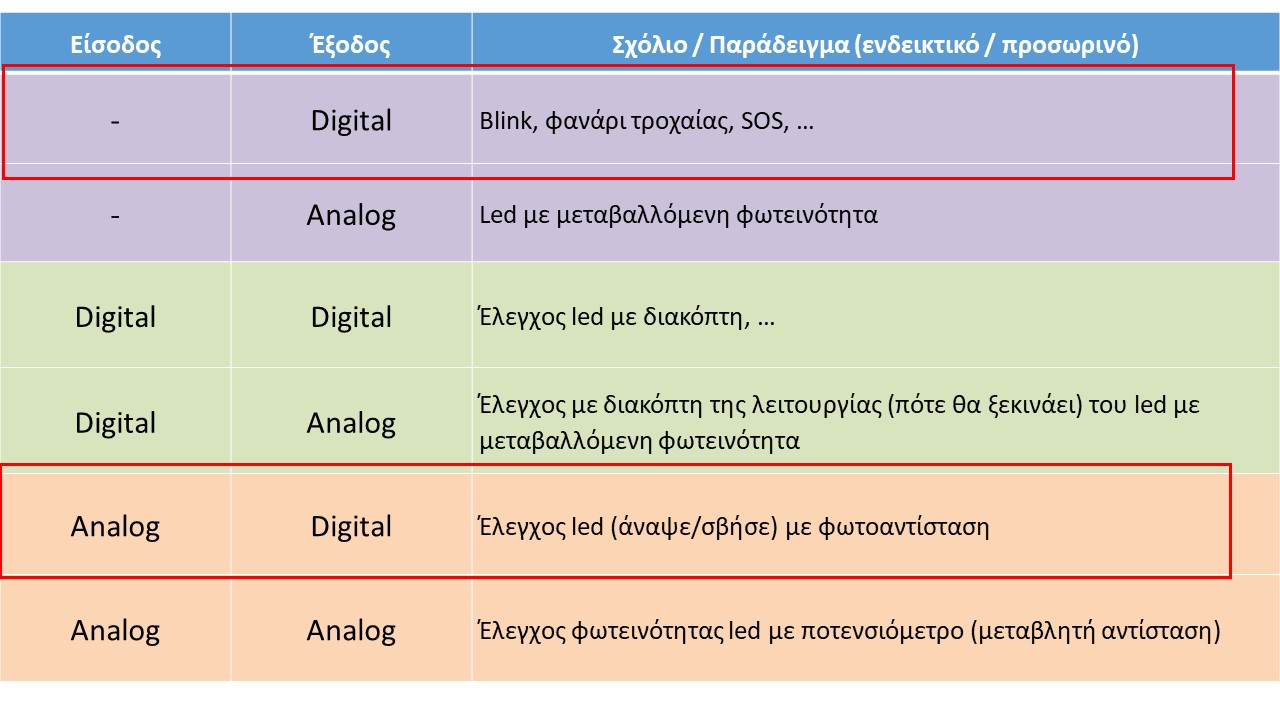 Είσοδος Έξοδος Σχόλιο / Παράδειγμα (ενδεικτικό / προσωρινό)
- Digital Blink, φανάρι τροχαίας, SOS, ...
- Analog Led με μεταβαλλόμενη φωτεινότητα
Digital Digital Έλεγχος led με διακόπτη, ...
Digital Analog Έλεγχος με διακόπτη της λειτουργίας (πότε θα ξεκινάει) του led με
μεταβαλλόμενη φωτεινότητα
Analog Digital Έλεγχος led (άναψε/σβήσε) με φωτοαντίσταση
Analog Analog Έλεγχος φωτεινότητας led με ποτενσιόμετρο (μεταβλητή αντίσταση)